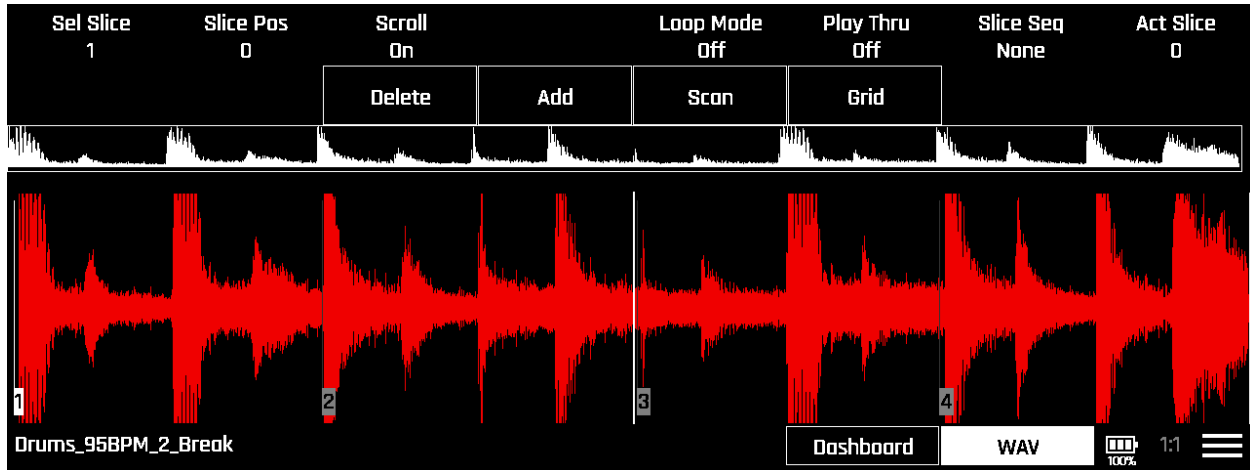 Sel Slice Slice Pos Scroll Loop Mode Play Thru Slice Seq Act Slice
1 0 On Off Off None 0
Delete Add Scan Grid
1 2 3 4
Drums_95BPM_2_Break Dashboard WAV 100% 1:1